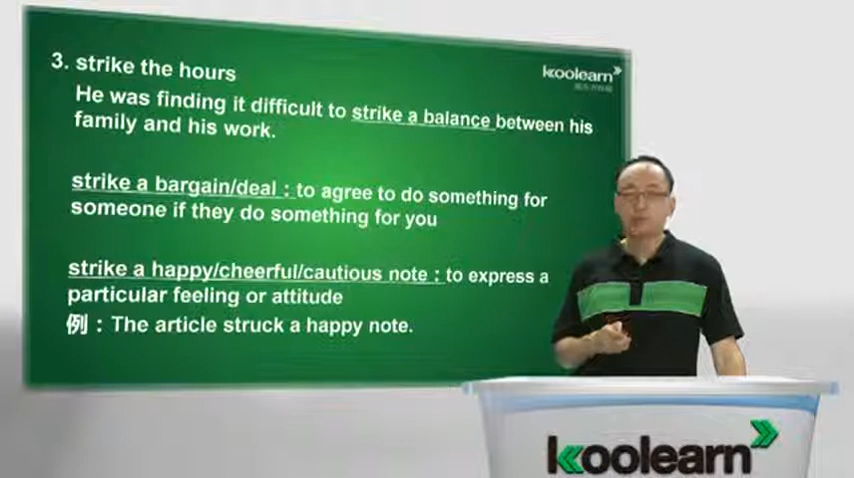 3. strike the hours
koolearn
He was finding it difficult to strike a balance between his
family and his work.
strike a bargain/deal : to agree to do something for
someone if they do something for you
strike a happy/cheerful/cautious note : to express a
particular feeling or attitude
例：The article struck a happy note.
koolearn